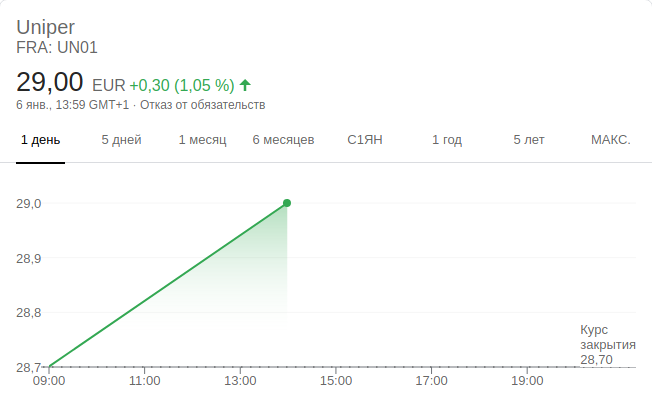 Uniper
FRA: UN01
29,00 EUR +0,30 (1,05 %)
6 янв., 13:59 GMT+1 · Отказ от обязательств
1 день 5 дней 1 месяц 6 месяцев С1ЯН 1 год 5 лет МАКС.
29,0
28,9
28,8
Курс
закрытия
28,70
28,7
09:00 11:00 13:00 15:00 17:00 19:00